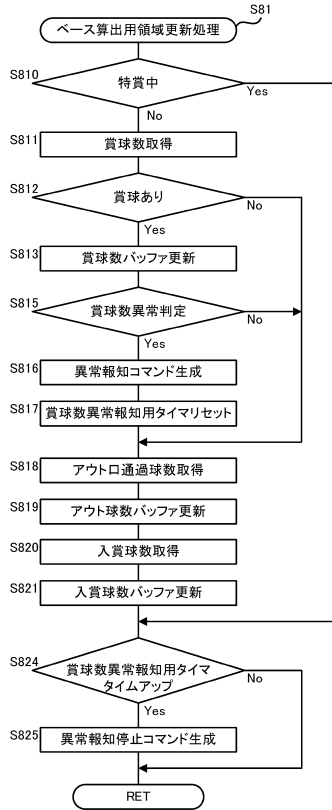 S81
ベース算出用領域更新処理
S810
特賞中
Yes
No
S811
賞球数取得
S812
賞球あり
No
Yes
S813
賞球数バッファ更新
S815
賞球数異常判定
No
Yes
S816
異常報知コマンド生成
S817
賞球数異常報知用タイマリセット
S818
アウト口通過球数取得
S819
アウト球数バッファ更新
S820
入賞球数取得
S821
入賞球数バッファ更新
S824
賞球数異常報知用タイマ
タイムアップ
No
Yes
S825
異常報知停止コマンド生成
RET